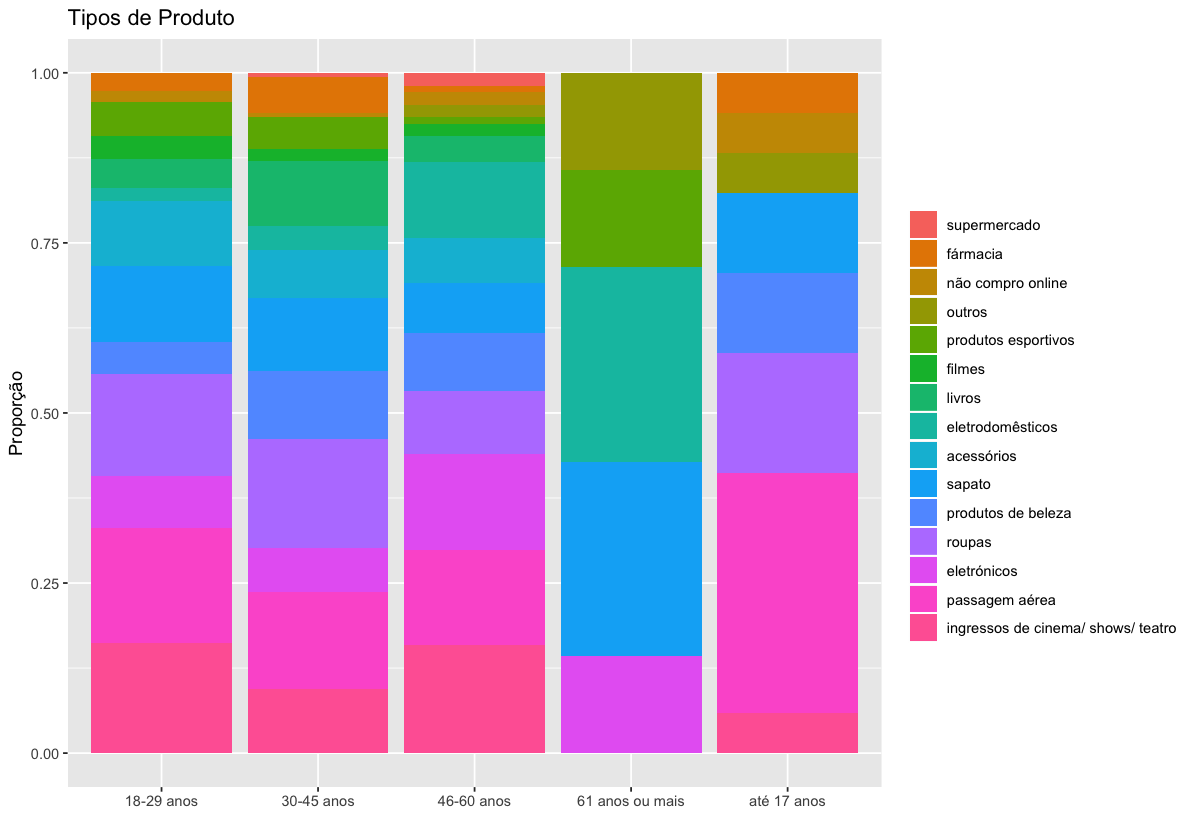 Tipos de Produto
1.00
0.75
0.50
0.25
0.00
Proporção
18-29 anos
30-45 anos
46-60 anos
61 anos ou mais
até 17 anos
supermercado
fármacia
não compro online
outros
produtos esportivos
filmes
livros
eletrodomêsticos
acessórios
sapato
produtos de beleza
roupas
eletrónicos
passagem aérea
ingressos de cinema/ shows/ teatro